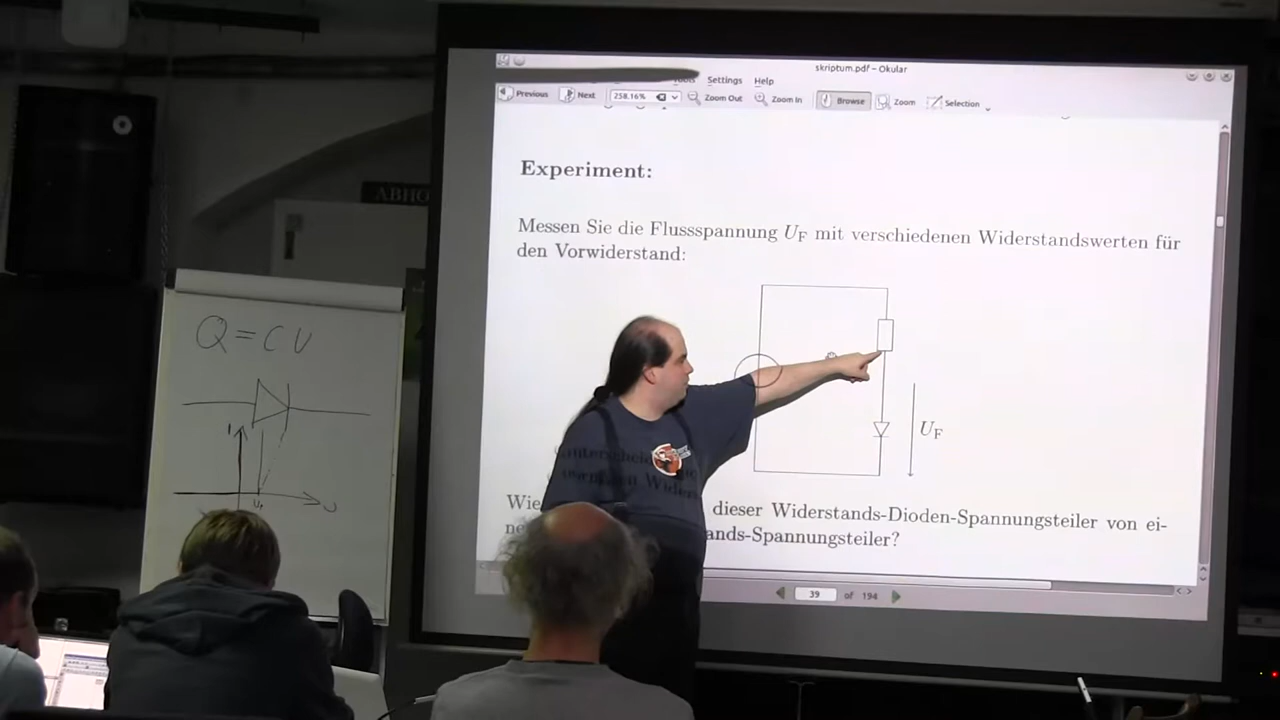 skriptum.pdf – Okular
Settings Help
Previous Next 258.16% Zoom Out Zoom In Browse Zoom Selection
Experiment:
Messen Sie die Flussspannung UF mit verschiedenen Widerstandswerten für
den Vorwiderstand:
UF
Wie
dieser Widerstands-Dioden-Spannungsteiler von ei-
ands-Spannungsteiler?
39 of 194
ABHO
Q = C U
I
U